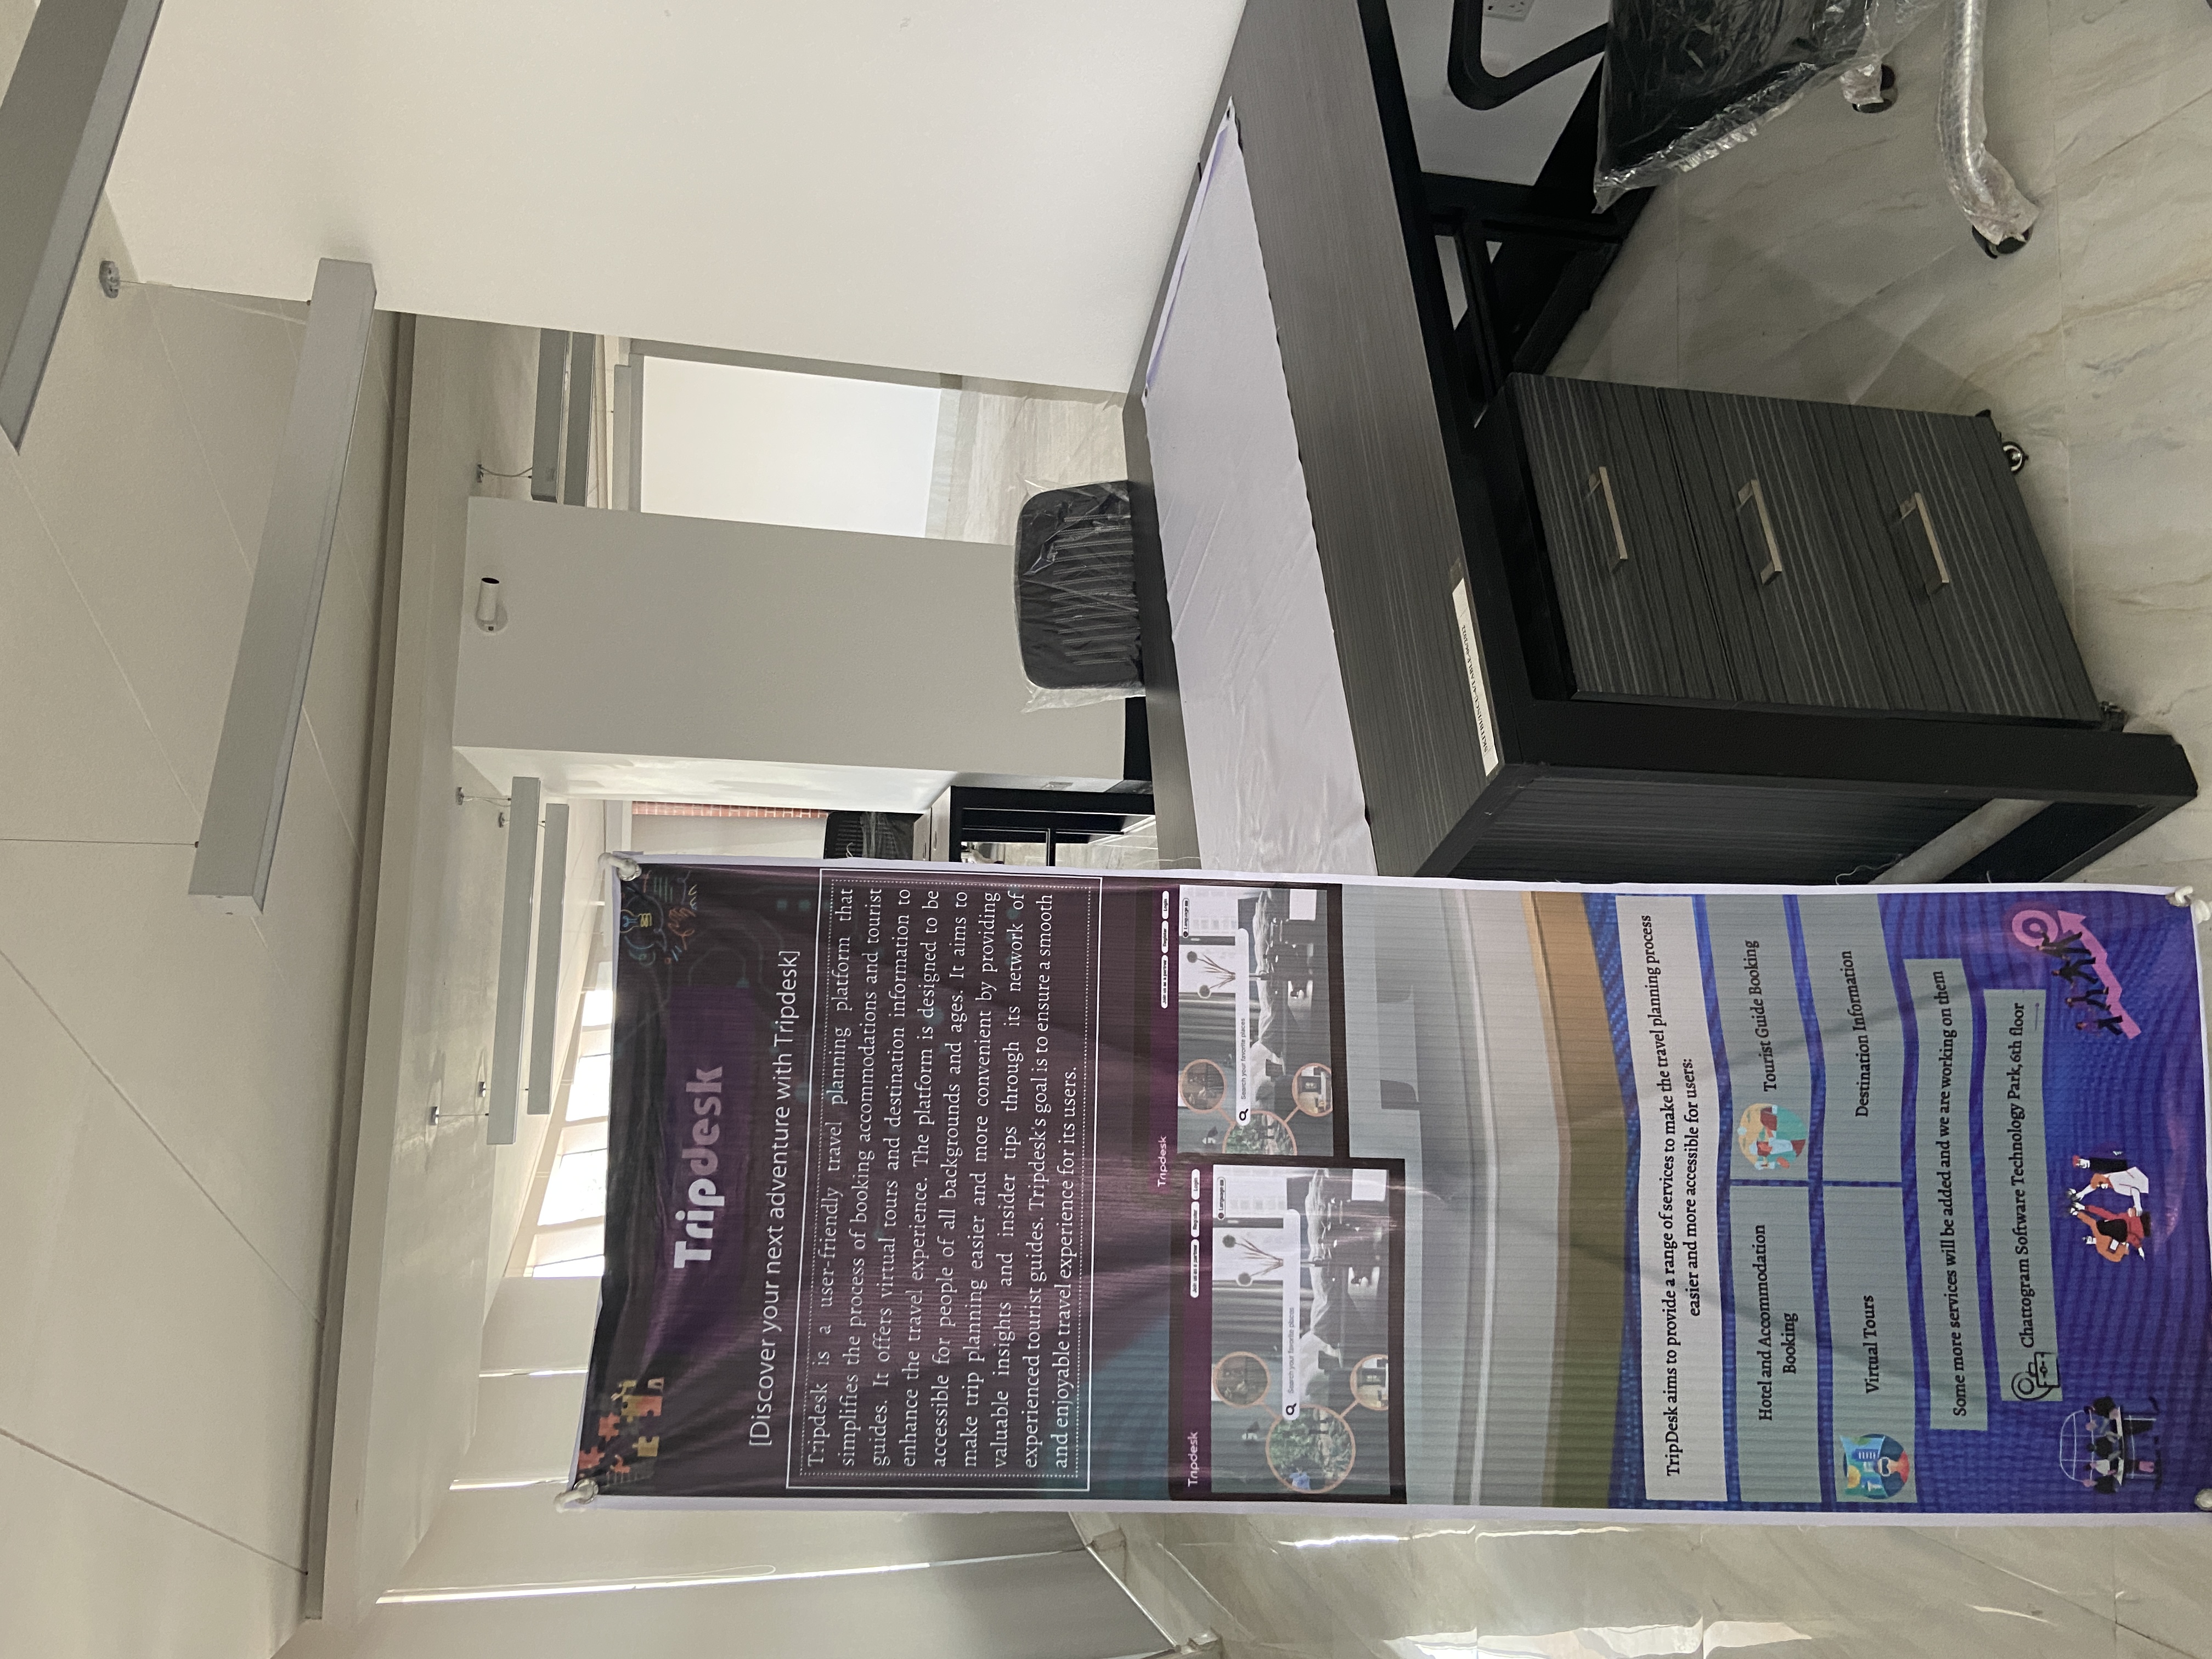 Tripdesk
[Discover your next adventure with Tripdesk]
Tripdesk is a user-friendly travel planning platform that
simplifies the process of booking accommodations and tourist
guides. It offers virtual tours and destination information to
enhance the travel experience. The platform is designed to be
accessible for people of all backgrounds and ages. It aims to
make trip planning easier and more convenient by providing
valuable insights and insider tips through its network of
experienced tourist guides. Tripdesk's goal is to ensure a smooth
and enjoyable travel experience for its users.
Tripdesk
Join us as a partner
Register
Login
Language
Search your favorite places
Tripdesk
Join us as a partner
Register
Login
Language
Search your favorite places
SKITBI/INCU-4/TABLE-06/2022
TripDesk aims to provide a range of services to make the travel planning process
easier and more accessible for users:
Hotel and Accommodation
Booking
Tourist Guide Booking
Virtual Tours
Destination Information
Some more services will be added and we are working on them
Chattogram Software Technology Park,6th floor